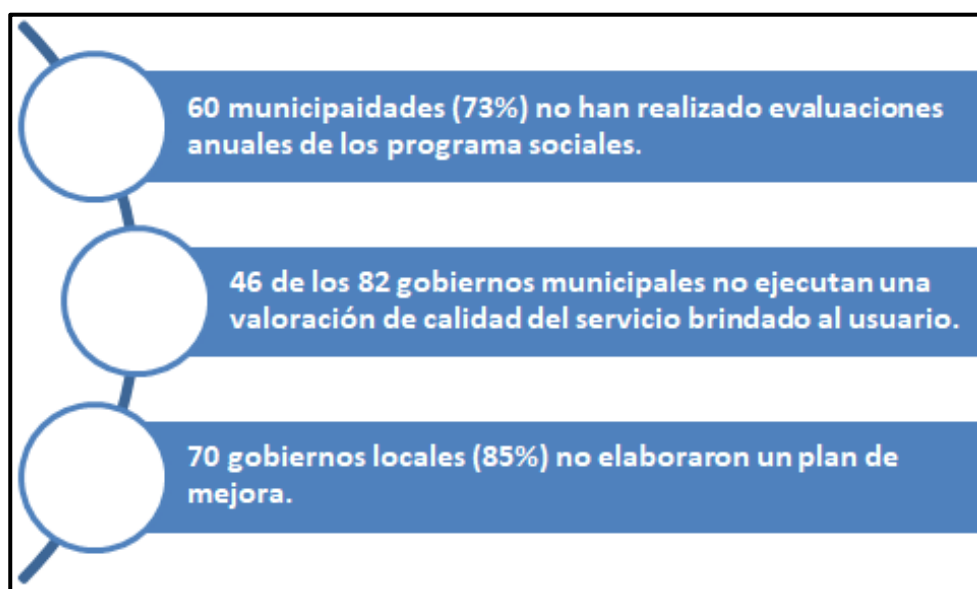 60 municipaidades (73%) no han realizado evaluaciones
anuales de los programa sociales.
46 de los 82 gobiernos municipales no ejecutan una
valoración de calidad del servicio brindado al usuario.
70 gobiernos locales (85%) no elaboraron un plan de
mejora.